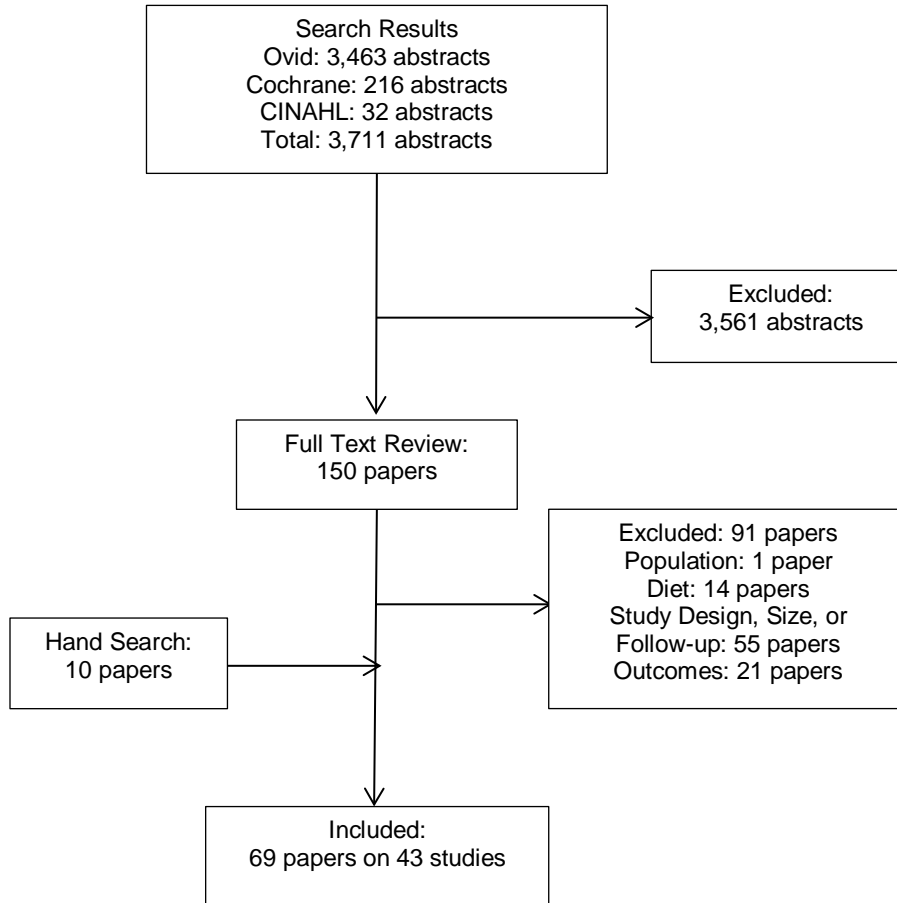 Search Results
Ovid: 3,463 abstracts
Cochrane: 216 abstracts
CINAHL: 32 abstracts
Total: 3,711 abstracts
Excluded:
3,561 abstracts
Full Text Review:
150 papers
Excluded: 91 papers
Population: 1 paper
Diet: 14 papers
Study Design, Size, or
Follow-up: 55 papers
Outcomes: 21 papers
Hand Search:
10 papers
Included:
69 papers on 43 studies